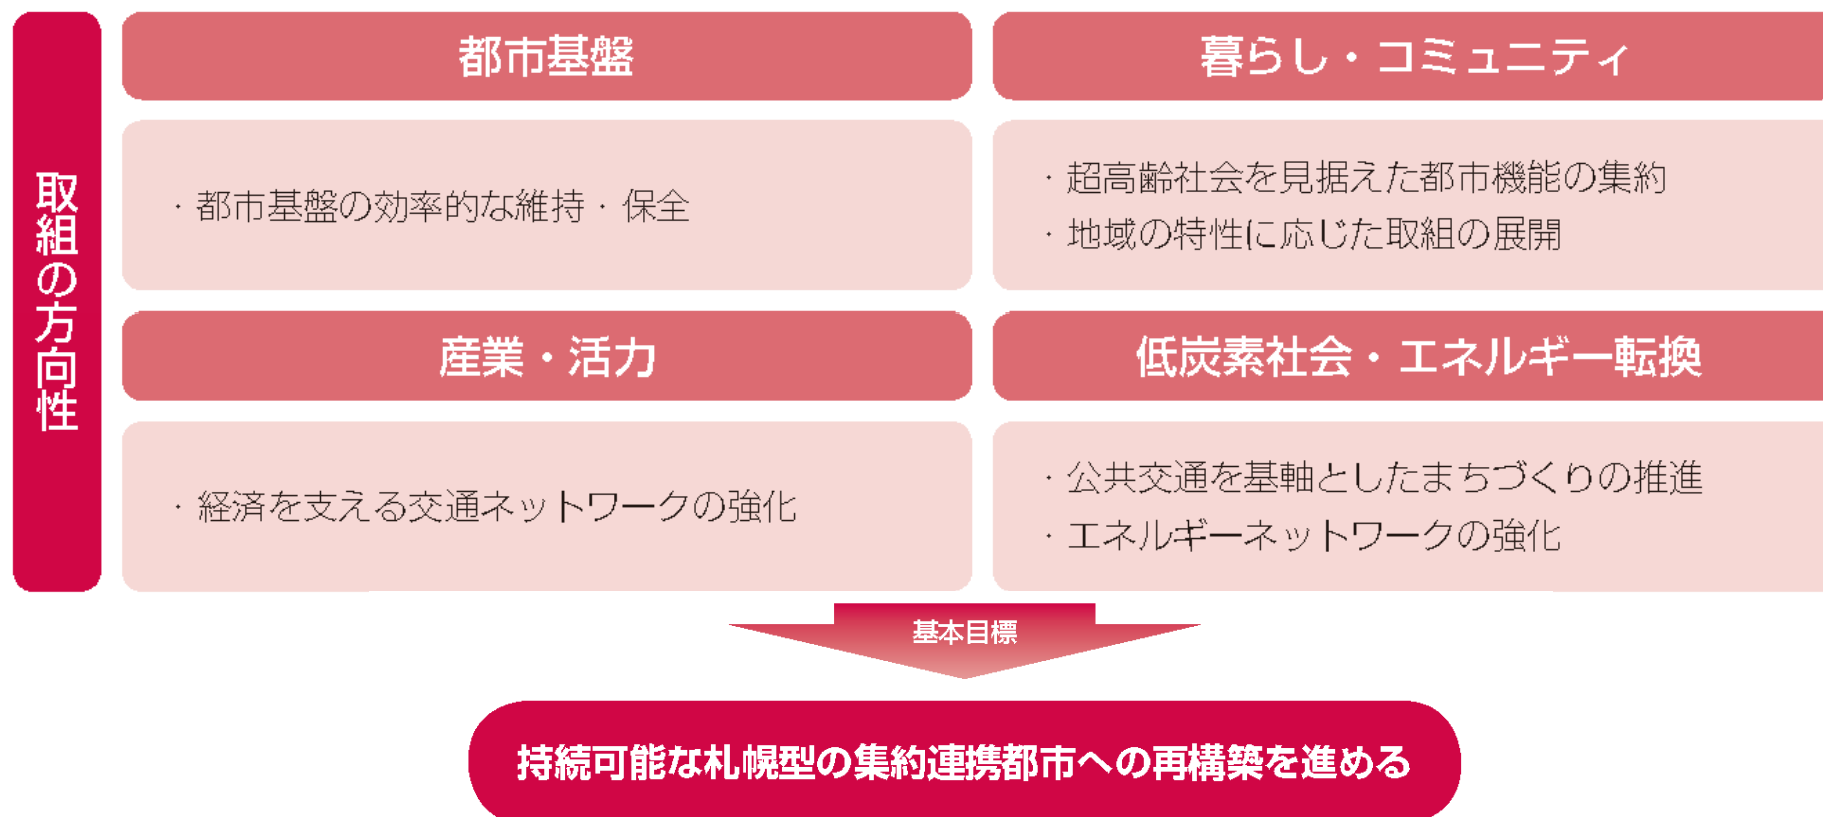 取組の方向性
都市基盤
・都市基盤の効率的な維持・保全
暮らし・コミュニティ
・超高齢社会を見据えた都市機能の集約
・地域の特性に応じた取組の展開
産業・活力
・経済を支える交通ネットワークの強化
低炭素社会・エネルギー転換
・公共交通を基軸としたまちづくりの推進
・エネルギーネットワークの強化
基本目標
持続可能な札幌型の集約連携都市への再構築を進める